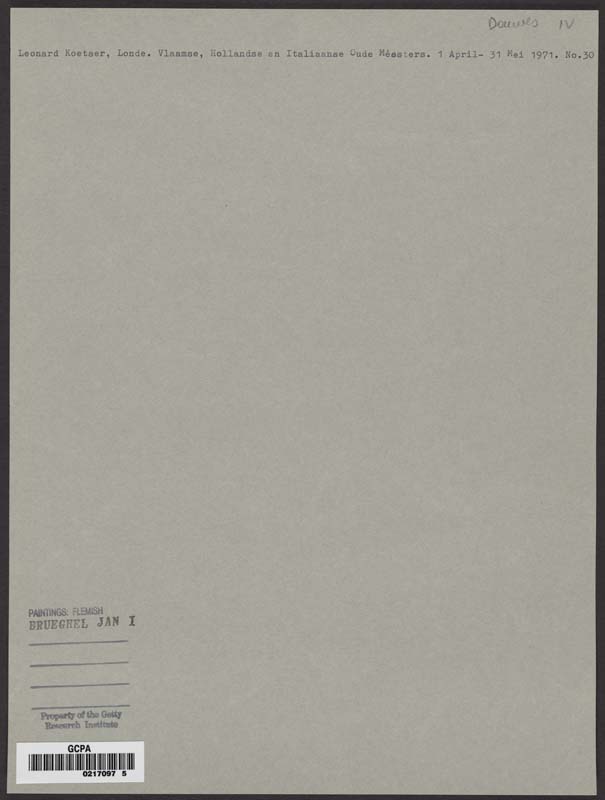 Douwes IV
Leonard Koetser, Londe. Vlaamse, Hollandse en Italiaanse Oude Méesters. 1 April- 31 Mei 1971. No.30
PAINTINGS: FLEMISH
BRUEGHEL JAN I
Property of the Getty
Research Institute
GCPA
0217097 5